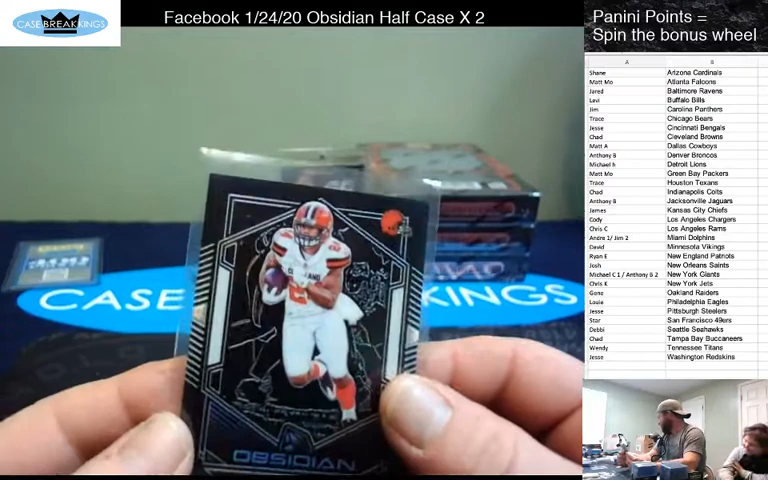 Facebook 1/24/20 Obsidian Half Case X 2
CASE BREAK KINGS
Panini Points =
Spin the bonus wheel
A B
Shane Arizona Cardinals
Matt Mo Atlanta Falcons
Jared Baltimore Ravens
Levi Buffalo Bills
Jim Carolina Panthers
Trace Chicago Bears
Jesse Cincinnati Bengals
Chad Cleveland Browns
Matt A Dallas Cowboys
Anthony B Denver Broncos
Michael h Detroit Lions
Matt Mo Green Bay Packers
Trace Houston Texans
Chad Indianapolis Colts
Anthony B Jacksonville Jaguars
James Kansas City Chiefs
Cody Los Angeles Chargers
Chris C Los Angeles Rams
Andre 1/ Jim 2 Miami Dolphins
David Minnesota Vikings
Ryan E New England Patriots
Josh New Orleans Saints
Michael C 1 / Anthony B 2 New York Giants
Chris K New York Jets
Gene Oakland Raiders
Louie Philadelphia Eagles
Jesse Pittsburgh Steelers
Star San Francisco 49ers
Debbi Seattle Seahawks
Chad Tampa Bay Buccaneers
Wendy Tennessee Titans
Jesse Washington Redskins
CASE KINGS
OBSIDIAN